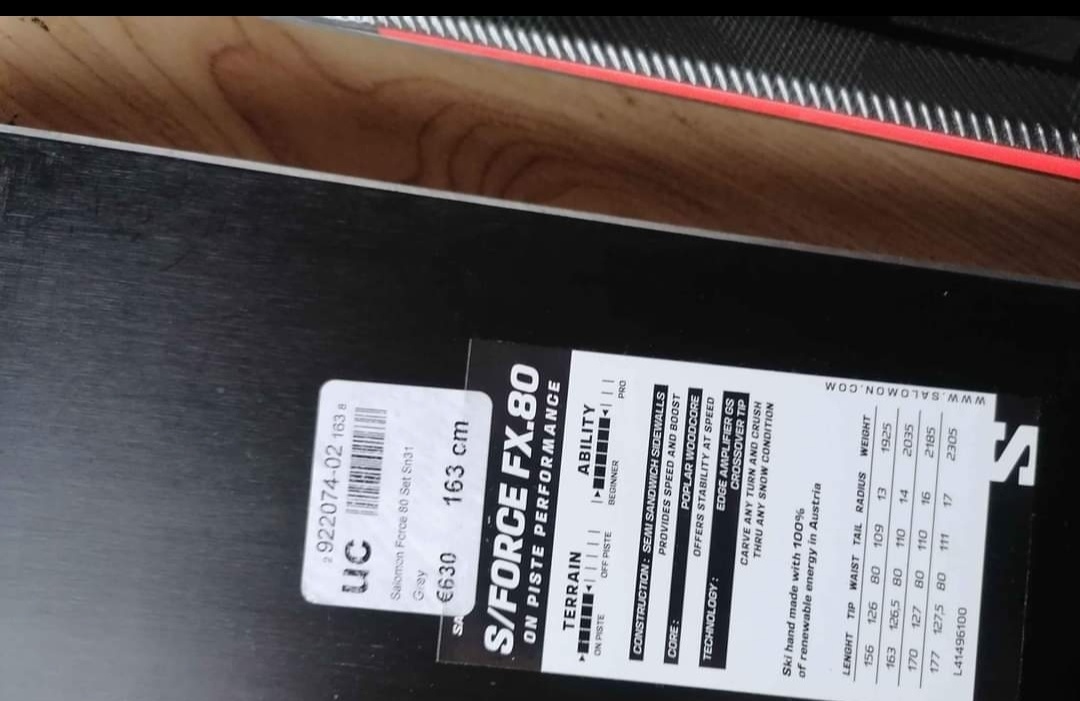 2 922074-02 163 8
uc
Salomon Force 80 Set Sn31
Grey
€630 163 cm
SA
S/FORCE FX.80
ON PISTE PERFORMANCE
TERRAIN
ON PISTE OFF PISTE
ABILITY
BEGINNER PRO
CONSTRUCTION: SEMI SANDWICH SIDEWALLS
PROVIDES SPEED AND BOOST
CORE: POPLAR WOODCORE
OFFERS STABILITY AT SPEED
TECHNOLOGY: EDGE AMPLIFIER GS
CROSSOVER TIP
CARVE ANY TURN AND CRUSH
THRU ANY SNOW CONDITION
Ski hand made with 100%
of renewable energy in Austria
LENGHT TIP WAIST TAIL RADIUS WEIGHT
156 126 80 109 13 1925
163 126,5 80 110 14 2035
170 127 80 110 16 2185
177 127,5 80 111 17 2305
L41496100
WWW.SALOMON.COM